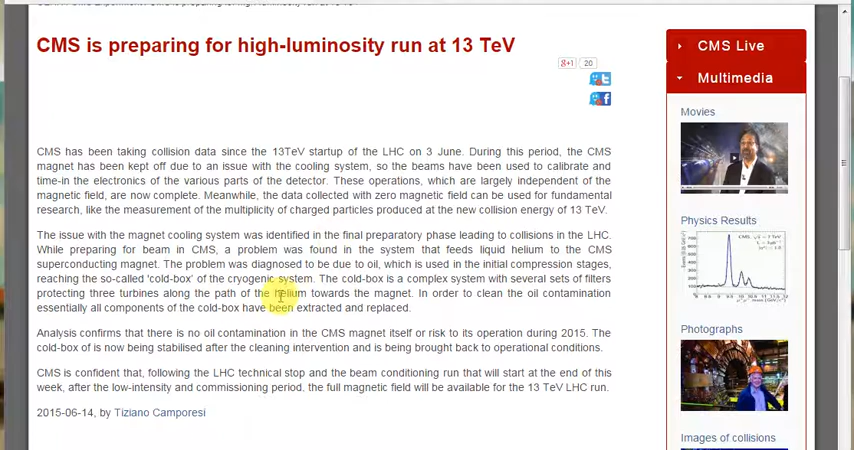 CMS is preparing for high-luminosity run at 13 TeV
g+1 20
CMS has been taking collision data since the 13TeV startup of the LHC on 3 June. During this period, the CMS
magnet has been kept off due to an issue with the cooling system, so the beams have been used to calibrate and
time-in the electronics of the various parts of the detector. These operations, which are largely independent of the
magnetic field, are now complete. Meanwhile, the data collected with zero magnetic field can be used for fundamental
research, like the measurement of the multiplicity of charged particles produced at the new collision energy of 13 TeV.
The issue with the magnet cooling system was identified in the final preparatory phase leading to collisions in the LHC.
While preparing for beam in CMS, a problem was found in the system that feeds liquid helium to the CMS
superconducting magnet. The problem was diagnosed to be due to oil, which is used in the initial compression stages,
reaching the so-called 'cold-box' of the cryogenic system. The cold-box is a complex system with several sets of filters
protecting three turbines along the path of the helium towards the magnet. In order to clean the oil contamination
essentially all components of the cold-box have been extracted and replaced.
Analysis confirms that there is no oil contamination in the CMS magnet itself or risk to its operation during 2015. The
cold-box of is now being stabilised after the cleaning intervention and is being brought back to operational conditions.
CMS is confident that, following the LHC technical stop and the beam conditioning run that will start at the end of this
week, after the low-intensity and commissioning period, the full magnetic field will be available for the 13 TeV LHC run.
2015-06-14, by Tiziano Camporesi
CMS Live
Multimedia
Movies
Physics Results
Photographs
Images of collisions